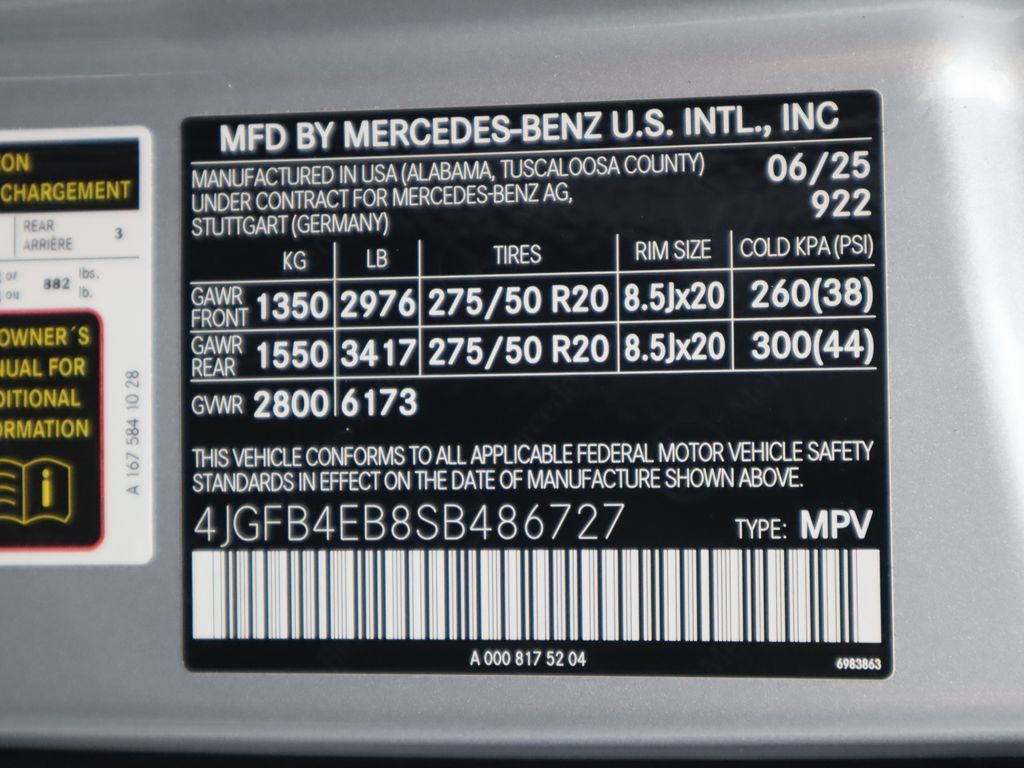 ON
CHARGEMENT
REAR
ARRIÈRE 3
or 882 lbs.
ou lb.
OWNER´S
NUAL FOR
DITIONAL
ORMATION
A 167 584 10 28
MFD BY MERCEDES-BENZ U.S. INTL., INC
MANUFACTURED IN USA (ALABAMA, TUSCALOOSA COUNTY) 06/25
UNDER CONTRACT FOR MERCEDES-BENZ AG, 922
STUTTGART (GERMANY)
KG LB TIRES RIM SIZE COLD KPA (PSI)
GAWR FRONT 1350 2976 275/50 R20 8.5Jx20 260(38)
GAWR REAR 1550 3417 275/50 R20 8.5Jx20 300(44)
GVWR 2800 6173
THIS VEHICLE CONFORMS TO ALL APPLICABLE FEDERAL MOTOR VEHICLE SAFETY
STANDARDS IN EFFECT ON THE DATE OF MANUFACTURE SHOWN ABOVE.
4JGFB4EB8SB486727 TYPE: MPV
A 000 817 52 04 6983863